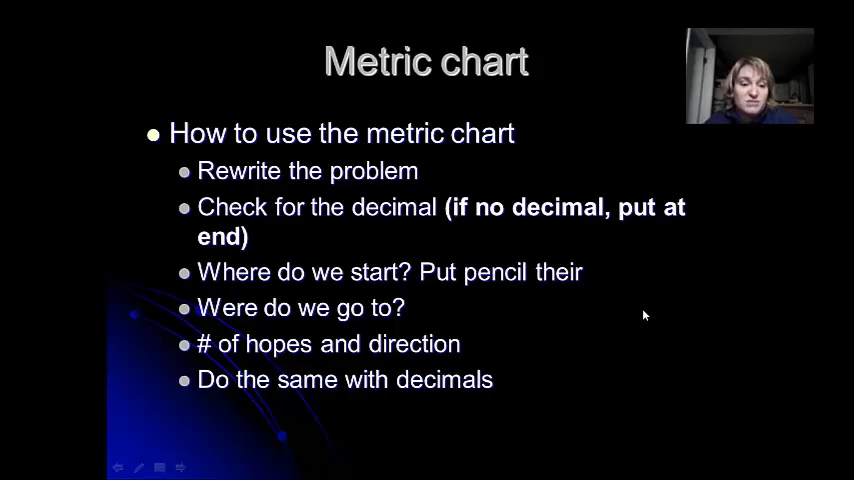 Metric chart
How to use the metric chart
Rewrite the problem
Check for the decimal (if no decimal, put at
end)
Where do we start? Put pencil their
Were do we go to?
# of hopes and direction
Do the same with decimals